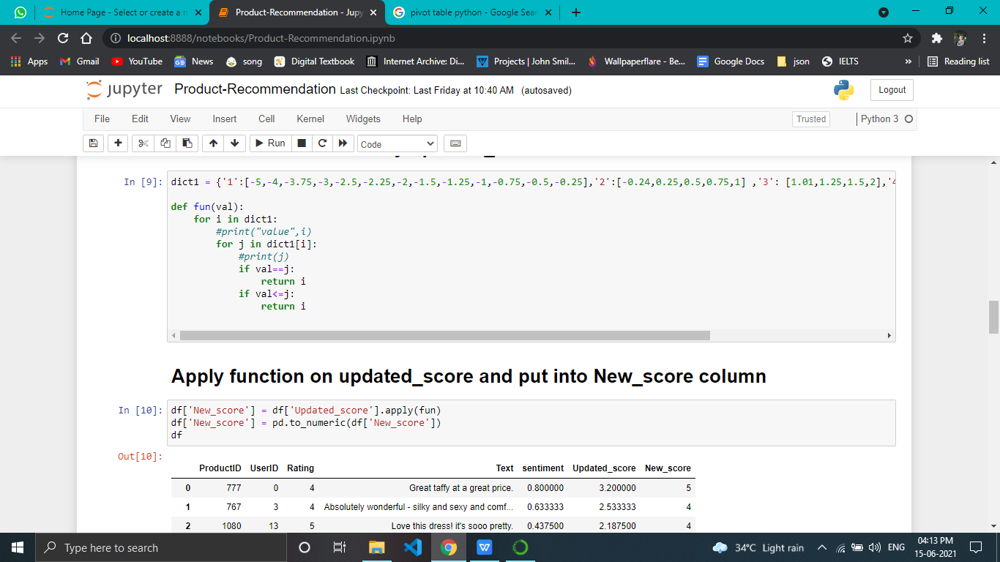 Home Page - Select or create a n
Product-Recommendation - Jupy
pivot table python - Google Sear
localhost:8888/notebooks/Product-Recommendation.ipynb
Apps Gmail YouTube News song Digital Textbook Internet Archive: Di... Projects | John Smil... Wallpaperflare - Be... Google Docs json IELTS » Reading list
jupyter Product-Recommendation Last Checkpoint: Last Friday at 10:40 AM (autosaved)
Logout
File Edit View Insert Cell Kernel Widgets Help
Trusted Python 3
Run Code
In [9]: dict1 = {'1':[-5,-4,-3.75,-3,-2.5,-2.25,-2,-1.5,-1.25,-1,-0.75,-0.5,-0.25],'2':[-0.24,0.25,0.5,0.75,1] ,'3': [1.01,1.25,1.5,2],'4
def fun(val):
    for i in dict1:
        #print("value",i)
        for j in dict1[i]:
            #print(j)
            if val==j:
                return i
            if val<=j:
                return i
Apply function on updated_score and put into New_score column
In [10]: df['New_score'] = df['Updated_score'].apply(fun)
df['New_score'] = pd.to_numeric(df['New_score'])
df
Out[10]:
ProductID UserID Rating Text sentiment Updated_score New_score
0 777 0 4 Great taffy at a great price. 0.800000 3.200000 5
1 767 3 4 Absolutely wonderful - silky and sexy and comf... 0.633333 2.533333 4
2 1080 13 5 Love this dress! it's sooo pretty. 0.437500 2.187500 4
Type here to search
34°C Light rain
ENG
04:13 PM
15-06-2021